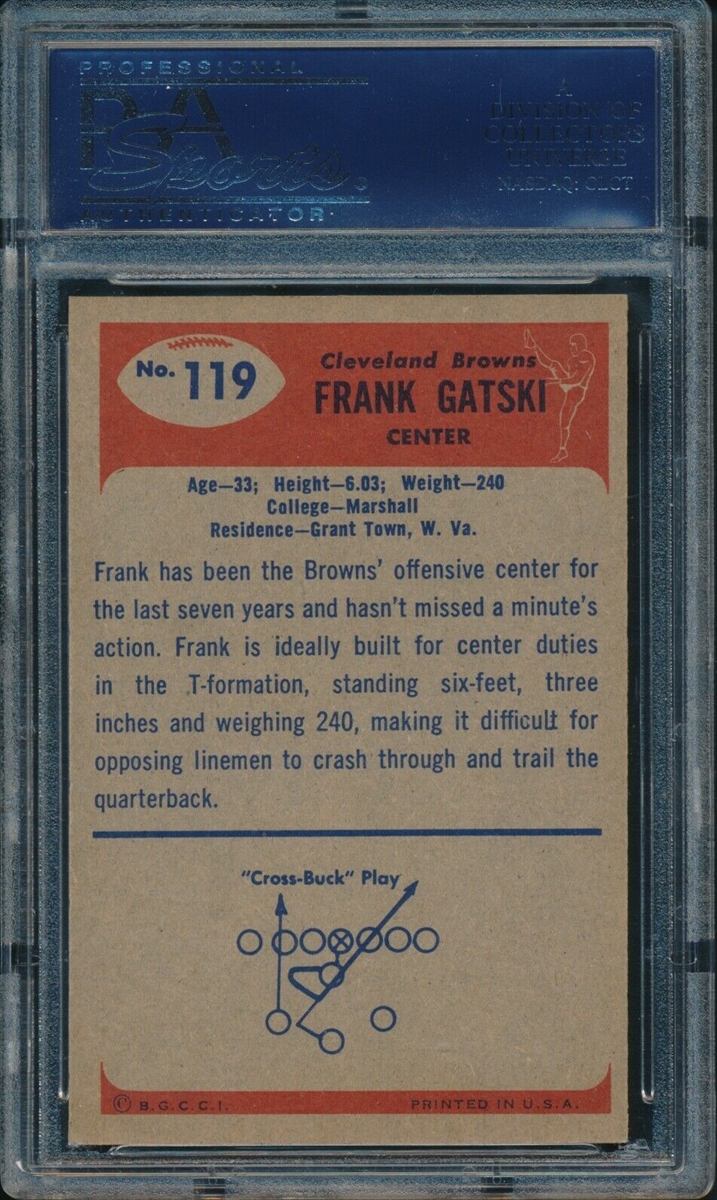 PROFESSIONAL
PSA
Sports
AUTHENTICATOR
A
DIVISION OF
COLLECTORS
UNIVERSE
NASDAQ: CLCT
No. 119
Cleveland Browns
FRANK GATSKI
CENTER
Age—33; Height—6.03; Weight—240
College—Marshall
Residence—Grant Town, W. Va.
Frank has been the Browns' offensive center for
the last seven years and hasn't missed a minute's
action. Frank is ideally built for center duties
in the T-formation, standing six-feet, three
inches and weighing 240, making it difficult for
opposing linemen to crash through and trail the
quarterback.
"Cross-Buck" Play
© B.G.C.C.I.
PRINTED IN U.S.A.